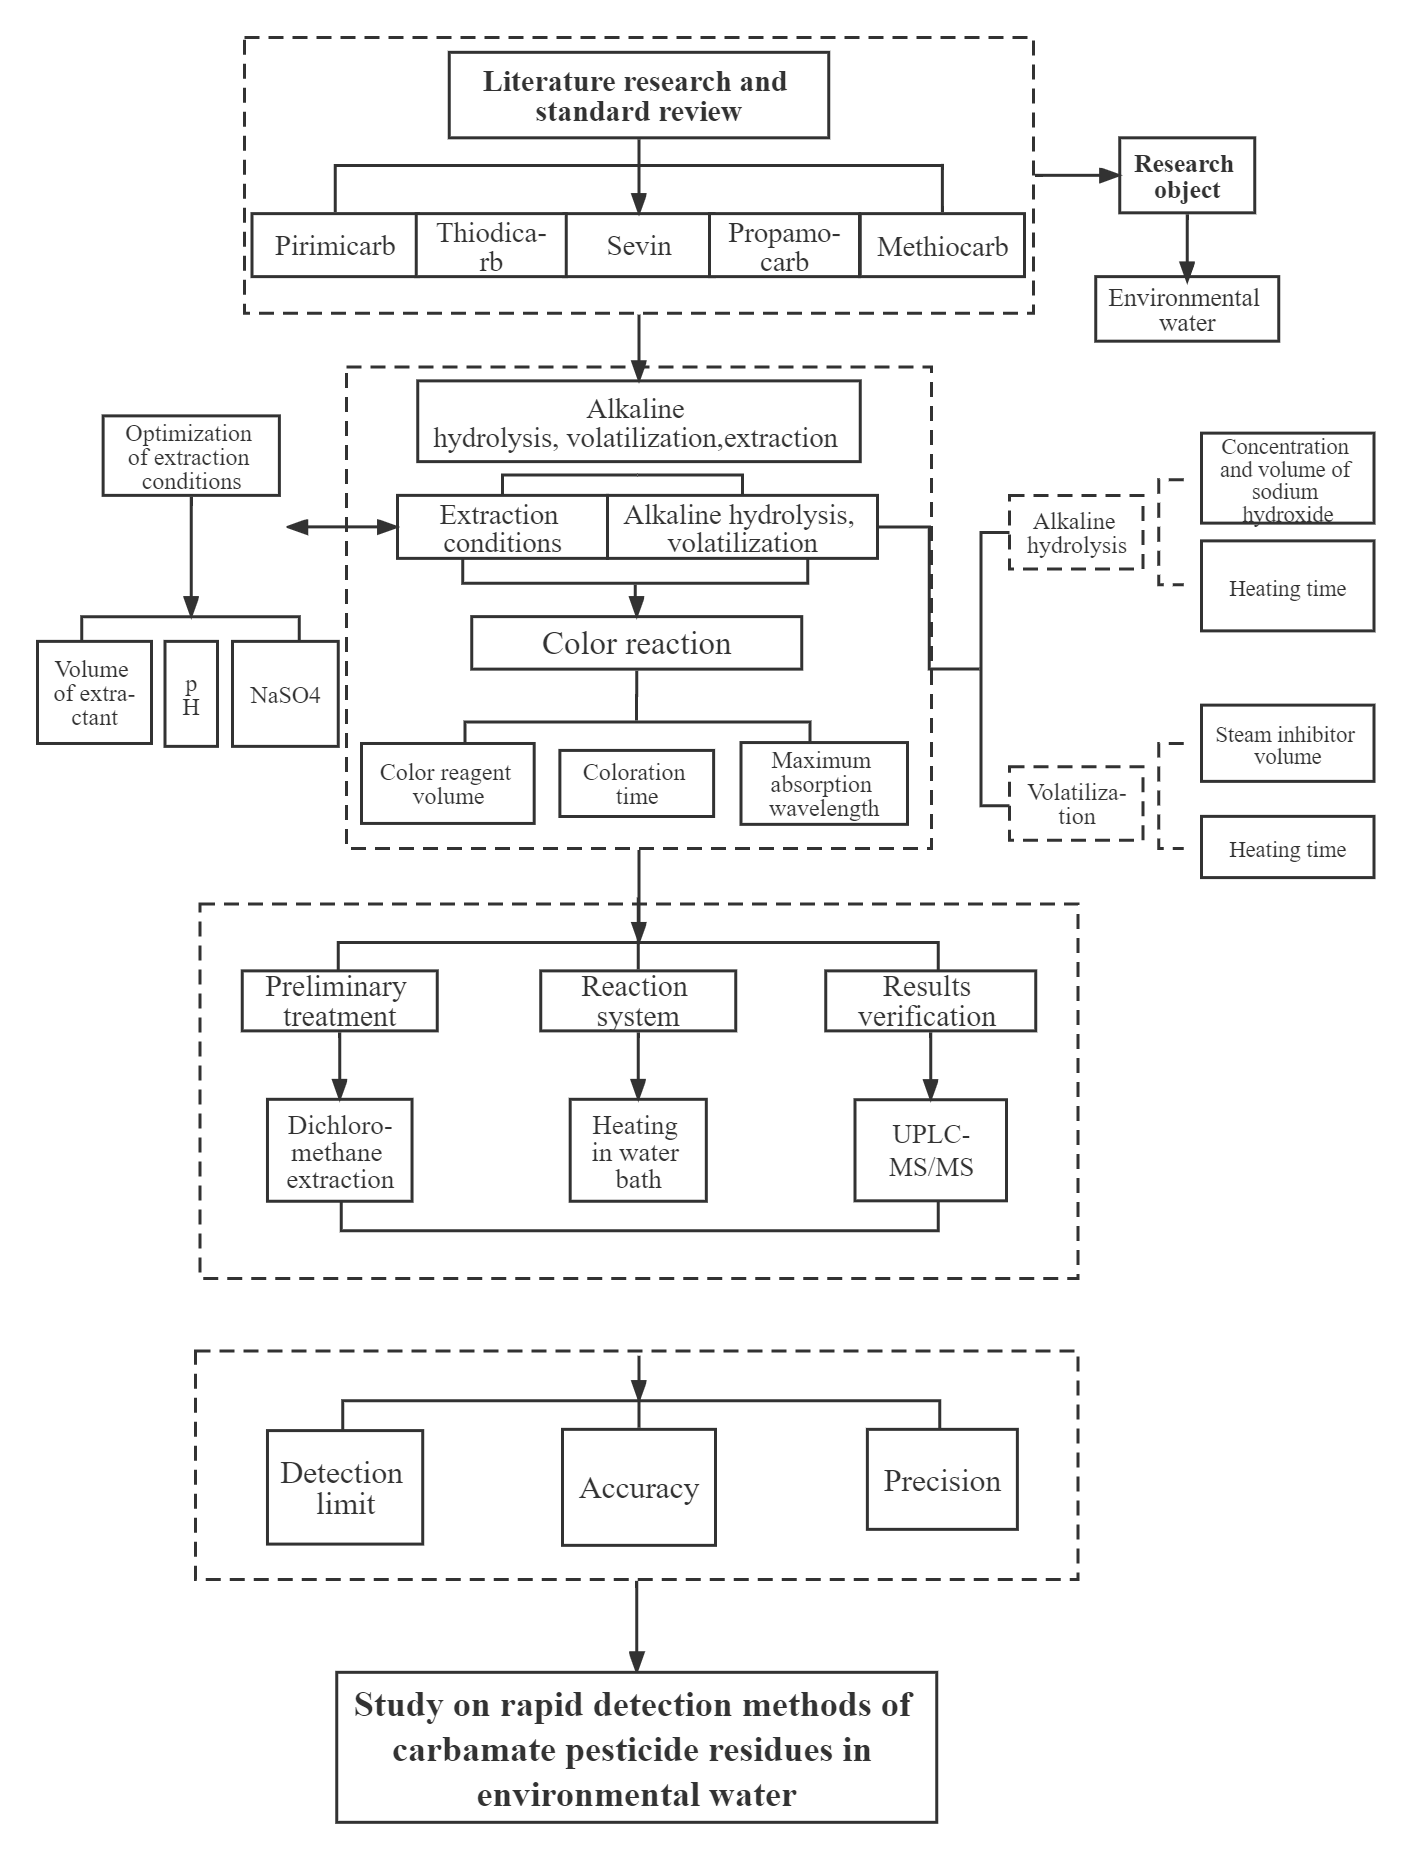 Literature research and
standard review
Research
object
Pirimicarb
Thiodica-
rb
Sevin
Propamo-
carb
Methiocarb
Environmental
water
Alkaline
hydrolysis, volatilization,extraction
Optimization
of extraction
conditions
Concentration
and volume of
sodium
hydroxide
Extraction
conditions
Alkaline hydrolysis,
volatilization
Alkaline
hydrolysis
Heating time
Color reaction
Volume
of extra-
ctant
p
H
NaSO4
Color reagent
volume
Coloration
time
Maximum
absorption
wavelength
Volatiliza-
tion
Steam inhibitor
volume
Heating time
Preliminary
treatment
Reaction
system
Results
verification
Dichloro-
methane
extraction
Heating
in water
bath
UPLC-
MS/MS
Detection
limit
Accuracy
Precision
Study on rapid detection methods of
carbamate pesticide residues in
environmental water